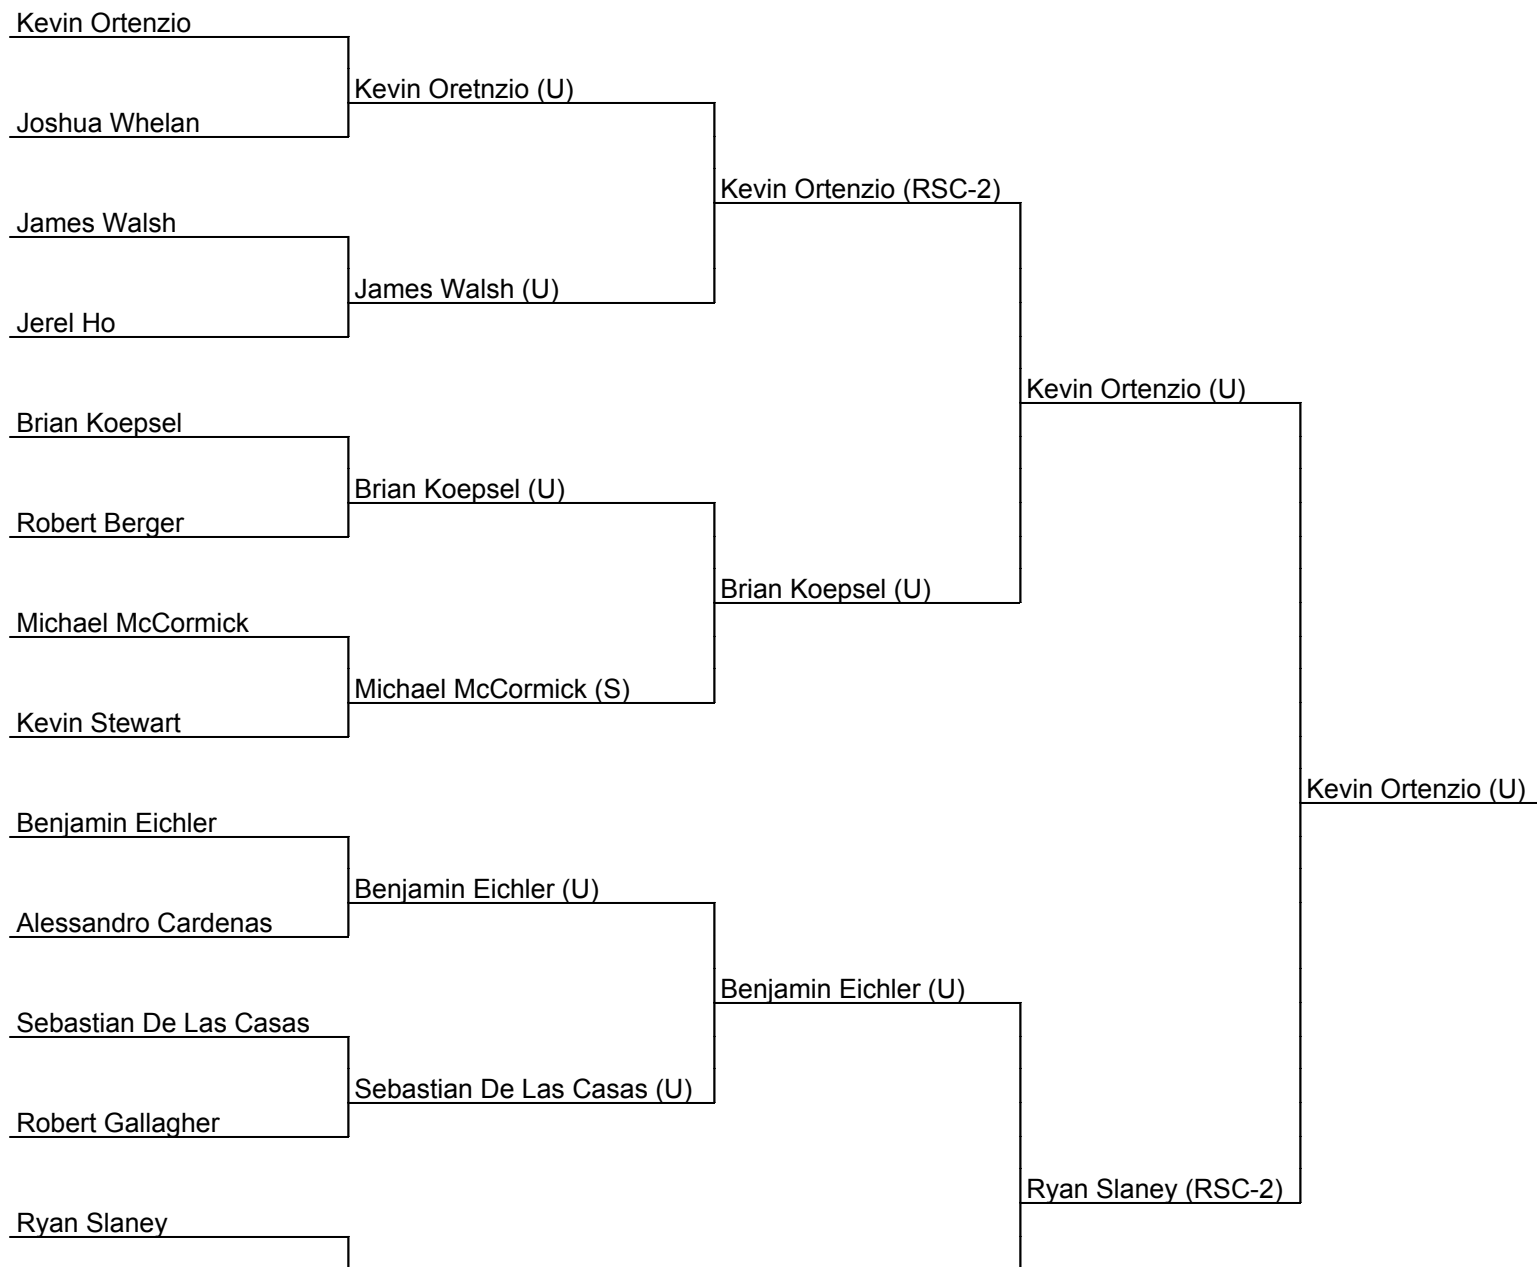 Kevin Ortenzio
Kevin Oretnzio (U)
Joshua Whelan
Kevin Ortenzio (RSC-2)
James Walsh
James Walsh (U)
Jerel Ho
Kevin Ortenzio (U)
Brian Koepsel
Brian Koepsel (U)
Robert Berger
Brian Koepsel (U)
Michael McCormick
Michael McCormick (S)
Kevin Stewart
Kevin Ortenzio (U)
Benjamin Eichler
Benjamin Eichler (U)
Alessandro Cardenas
Benjamin Eichler (U)
Sebastian De Las Casas
Sebastian De Las Casas (U)
Robert Gallagher
Ryan Slaney (RSC-2)
Ryan Slaney